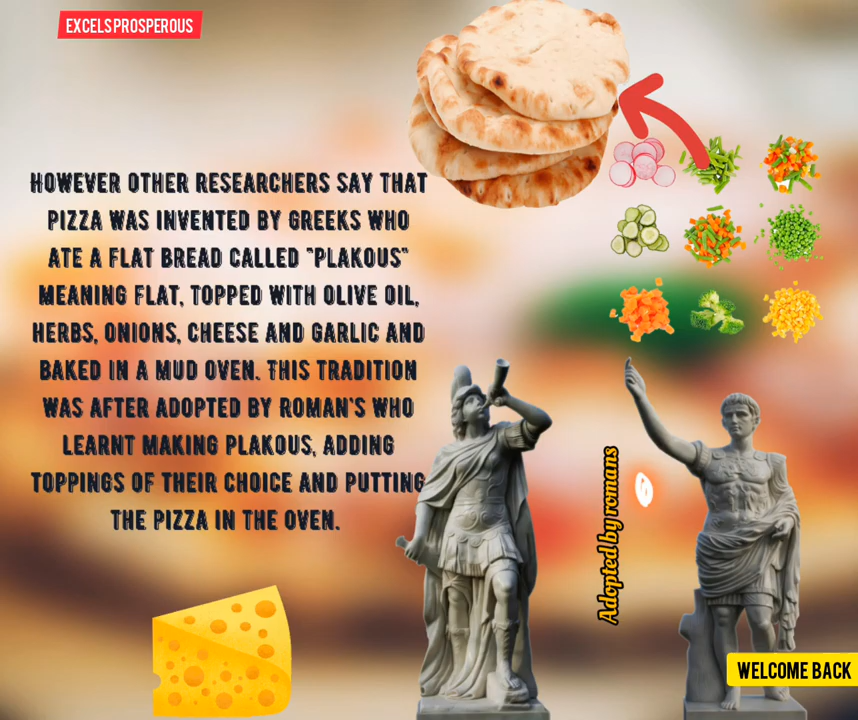 EXCELS PROSPEROUS
HOWEVER OTHER RESEARCHERS SAY THAT
PIZZA WAS INVENTED BY GREEKS WHO
ATE A FLAT BREAD CALLED "PLAKOUS"
MEANING FLAT, TOPPED WITH OLIVE OIL,
HERBS, ONIONS, CHEESE AND GARLIC AND
BAKED IN A MUD OVEN. THIS TRADITION
WAS AFTER ADOPTED BY ROMAN'S WHO
LEARNT MAKING PLAKOUS, ADDING
TOPPINGS OF THEIR CHOICE AND PUTTING
THE PIZZA IN THE OVEN.
Adopted by romans
WELCOME BACK